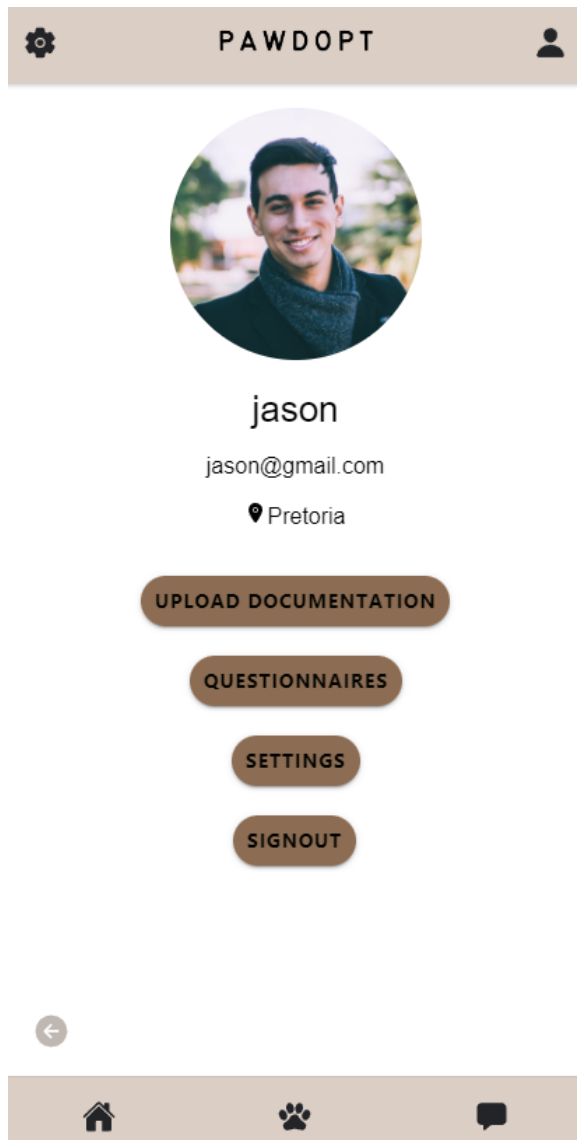 PAWDOPT
jason
jason@gmail.com
Pretoria
UPLOAD DOCUMENTATION
QUESTIONNAIRES
SETTINGS
SIGNOUT